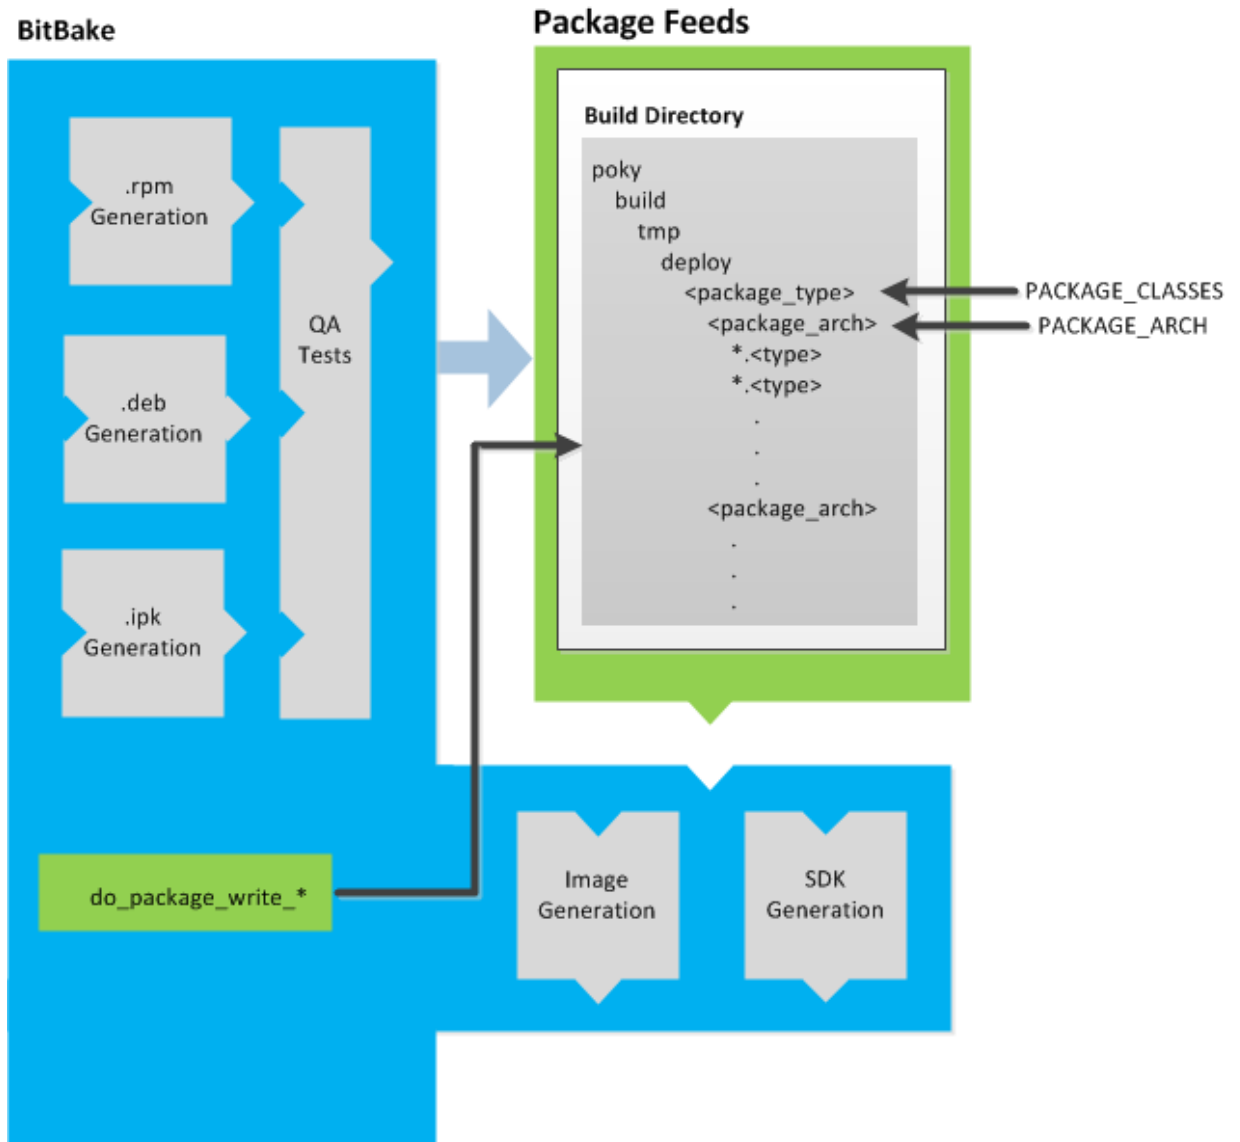 BitBake
Package Feeds
.rpm
Generation
QA
Tests
.deb
Generation
.ipk
Generation
do_package_write_*
Build Directory
poky
build
tmp
deploy
<package_type>
<package_arch>
*.<type>
*.<type>
.
.
.
<package_arch>
.
.
.
PACKAGE_CLASSES
PACKAGE_ARCH
Image
Generation
SDK
Generation